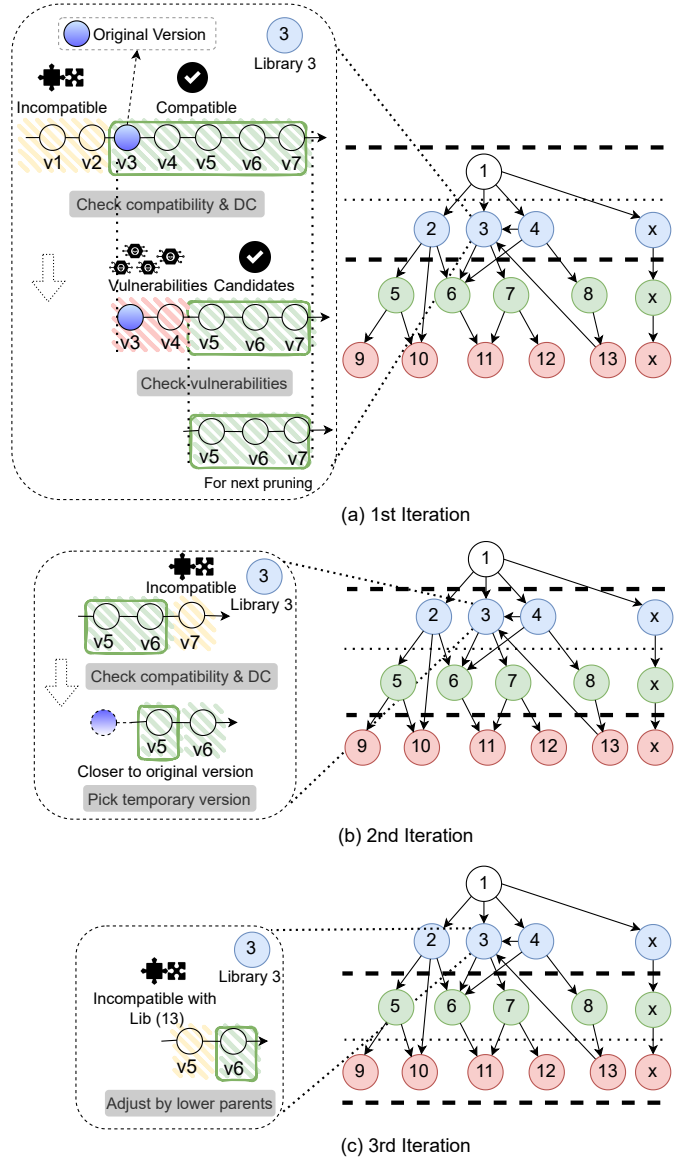 Original Version
3
Library 3
Incompatible
Compatible
v1
v2
v3
v4
v5
v6
v7
Check compatibility & DC
Vulnerabilities
Candidates
v3
v4
v5
v6
v7
Check vulnerabilities
v5
v6
v7
For next pruning
1
2
3
4
x
5
6
7
8
x
9
10
11
12
13
x
(a) 1st Iteration
Incompatible
3
Library 3
v5
v6
v7
Check compatibility & DC
v5
v6
Closer to original version
Pick temporary version
1
2
3
4
x
5
6
7
8
x
9
10
11
12
13
x
(b) 2nd Iteration
3
Library 3
Incompatible with
Lib (13)
v5
v6
Adjust by lower parents
1
2
3
4
x
5
6
7
8
x
9
10
11
12
13
x
(c) 3rd Iteration